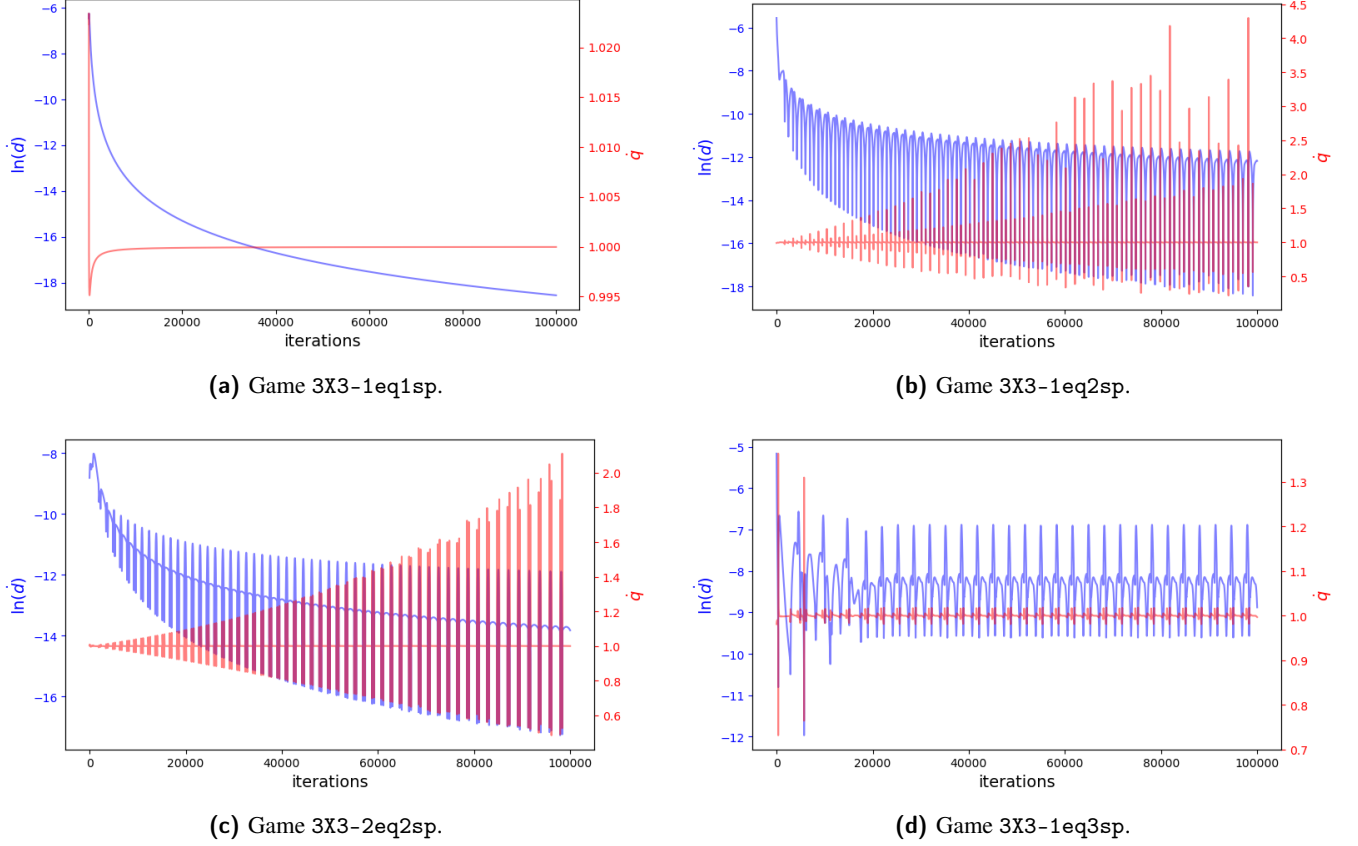 −6
−8
−10
−12
−14
−16
−18
ln(ḋ)
1.020
1.015
1.010
1.005
1.000
0.995
q̇
0 20000 40000 60000 80000 100000
iterations
(a) Game 3X3-1eq1sp.
−6
−8
−10
−12
−14
−16
−18
ln(ḋ)
4.5
4.0
3.5
3.0
2.5
2.0
1.5
1.0
0.5
q̇
0 20000 40000 60000 80000 100000
iterations
(b) Game 3X3-1eq2sp.
−8
−10
−12
−14
−16
ln(ḋ)
2.0
1.8
1.6
1.4
1.2
1.0
0.8
0.6
q̇
0 20000 40000 60000 80000 100000
iterations
(c) Game 3X3-2eq2sp.
−5
−6
−7
−8
−9
−10
−11
−12
ln(ḋ)
1.3
1.2
1.1
1.0
0.9
0.8
0.7
q̇
0 20000 40000 60000 80000 100000
iterations
(d) Game 3X3-1eq3sp.